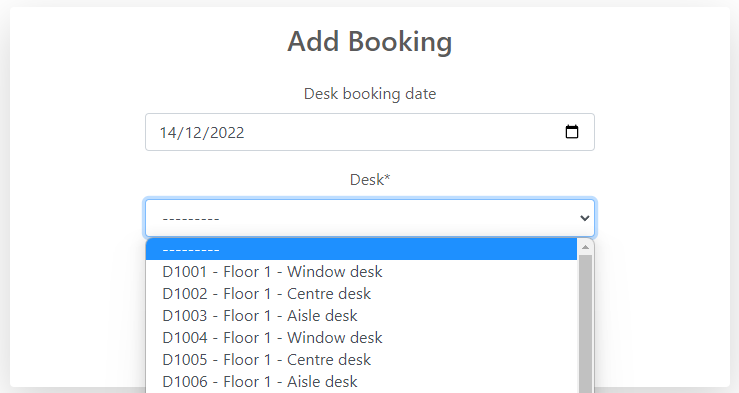 Add Booking
Desk booking date
14/12/2022
Desk*
---------
---------
D1001 - Floor 1 - Window desk
D1002 - Floor 1 - Centre desk
D1003 - Floor 1 - Aisle desk
D1004 - Floor 1 - Window desk
D1005 - Floor 1 - Centre desk
D1006 - Floor 1 - Aisle desk